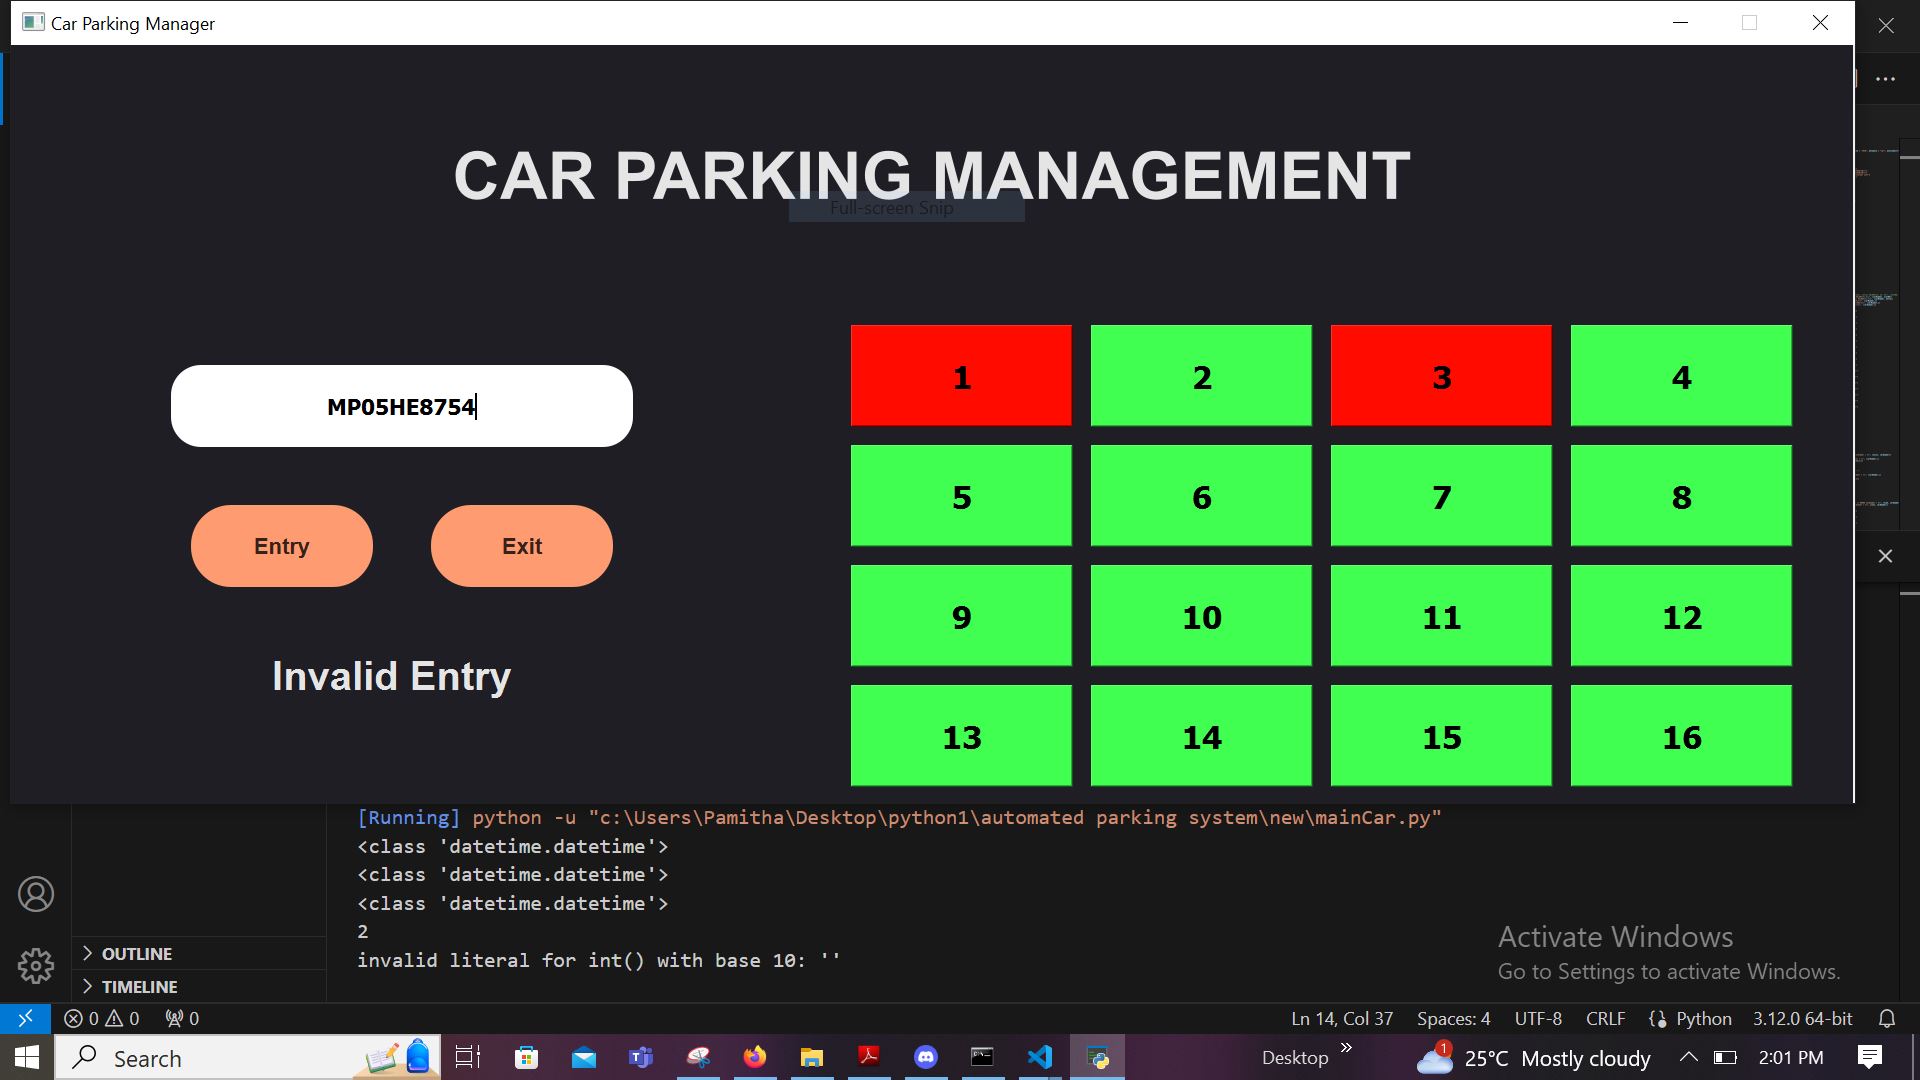 Car Parking Manager
CAR PARKING MANAGEMENT
Full-screen Snip
MP05HE8754
Entry
Exit
Invalid Entry
1 2 3 4
5 6 7 8
9 10 11 12
13 14 15 16
[Running] python -u "c:\Users\Pamitha\Desktop\python1\automated parking system\new\mainCar.py"
<class 'datetime.datetime'>
<class 'datetime.datetime'>
<class 'datetime.datetime'>
2
invalid literal for int() with base 10: ''
OUTLINE
TIMELINE
Activate Windows
Go to Settings to activate Windows.
0 0 0
Ln 14, Col 37 Spaces: 4 UTF-8 CRLF Python 3.12.0 64-bit
Search
Desktop
1
25°C Mostly cloudy
2:01 PM